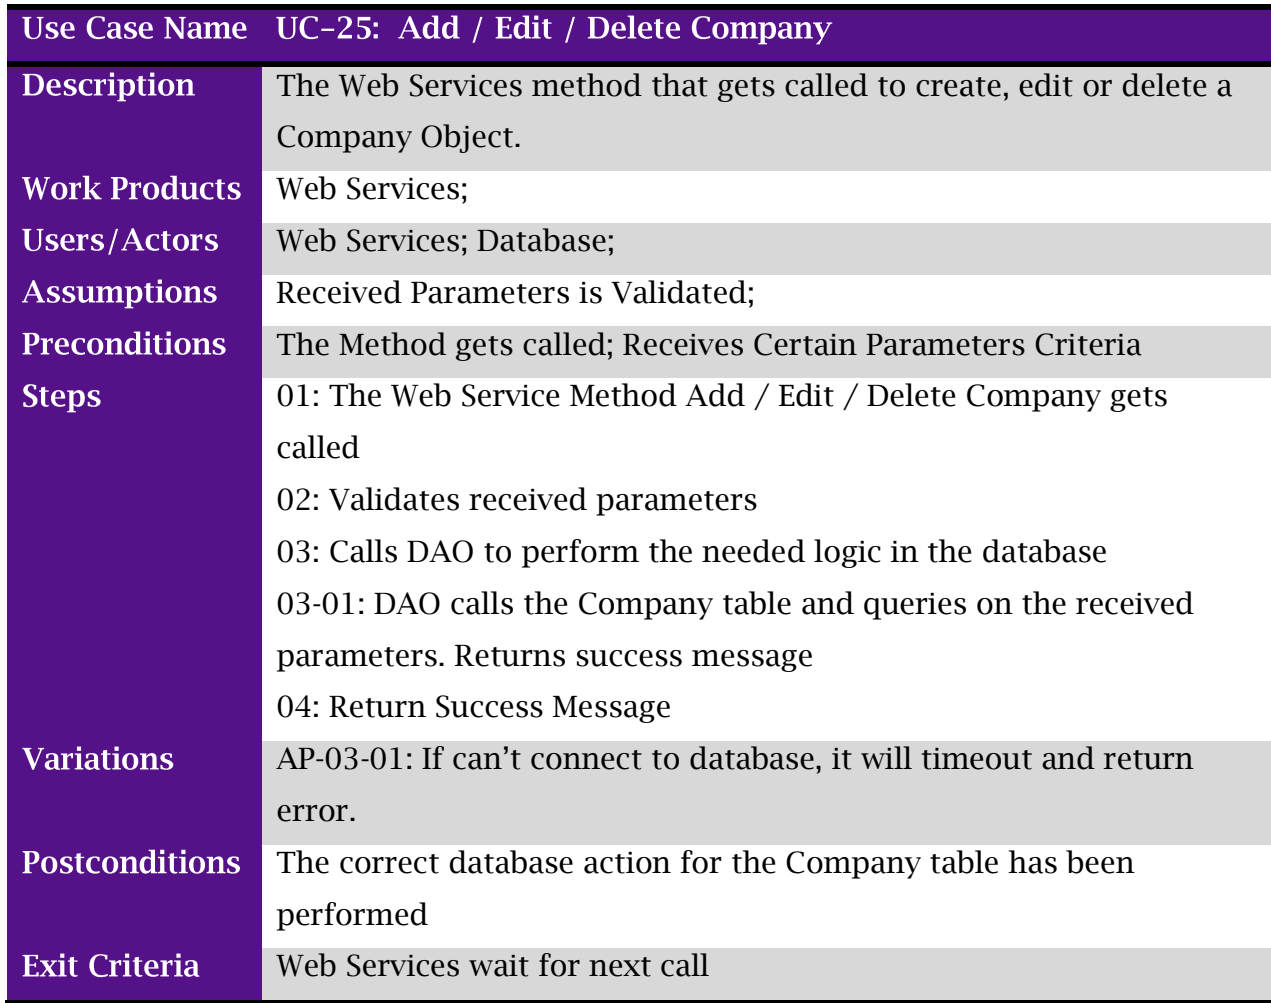 Use Case Name UC–25: Add / Edit / Delete Company
Description The Web Services method that gets called to create, edit or delete a
Company Object.
Work Products Web Services;
Users/Actors Web Services; Database;
Assumptions Received Parameters is Validated;
Preconditions The Method gets called; Receives Certain Parameters Criteria
Steps 01: The Web Service Method Add / Edit / Delete Company gets
called
02: Validates received parameters
03: Calls DAO to perform the needed logic in the database
03-01: DAO calls the Company table and queries on the received
parameters. Returns success message
04: Return Success Message
Variations AP-03-01: If can’t connect to database, it will timeout and return
error.
Postconditions The correct database action for the Company table has been
performed
Exit Criteria Web Services wait for next call